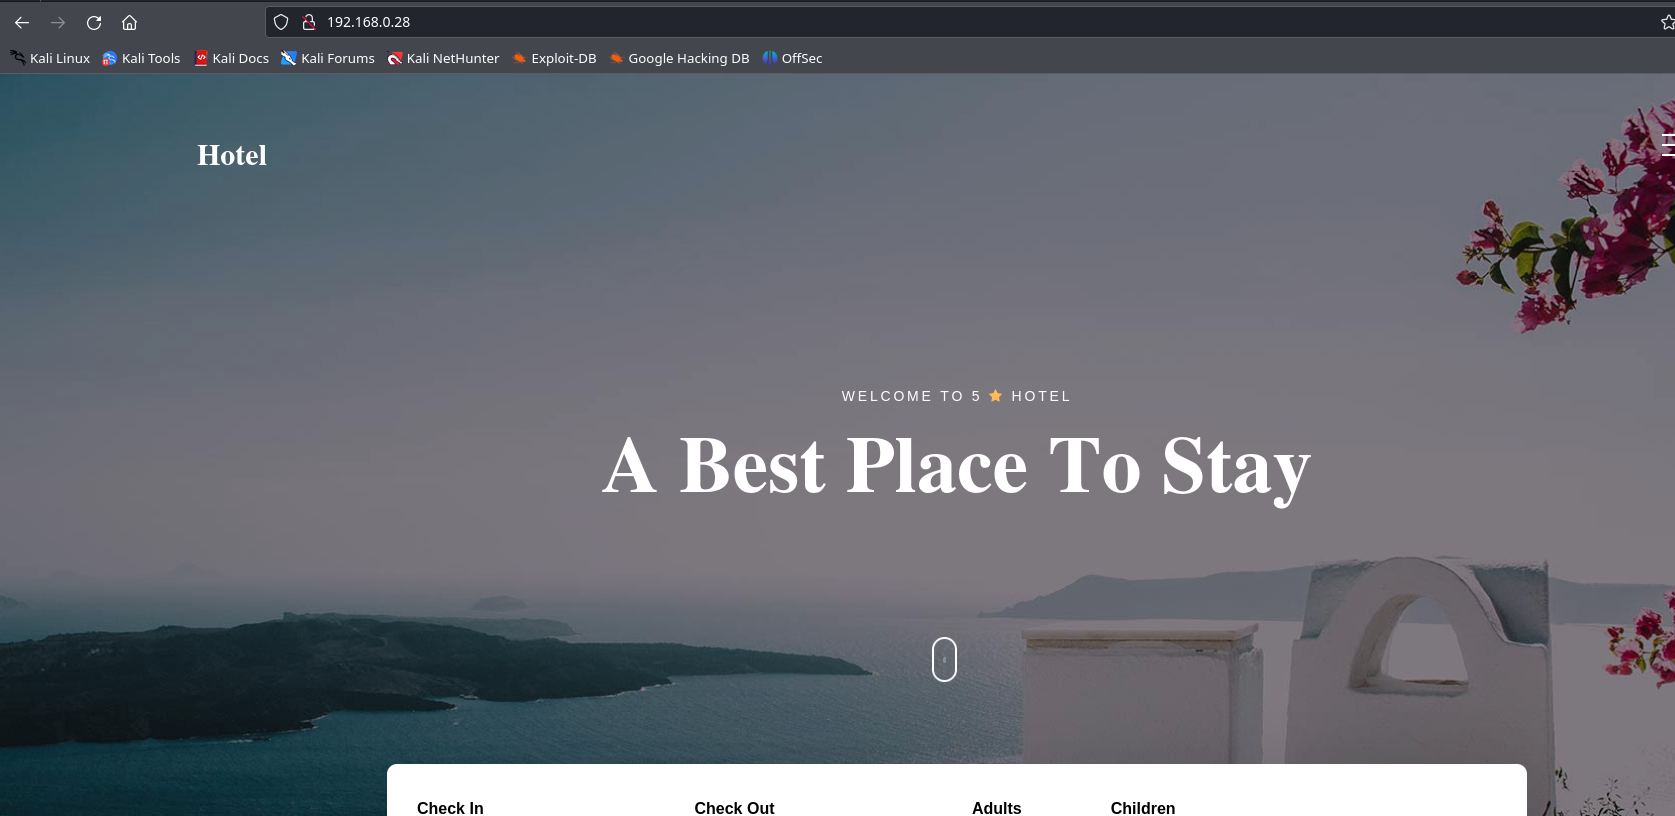 192.168.0.28
Kali Linux Kali Tools Kali Docs Kali Forums Kali NetHunter Exploit-DB Google Hacking DB OffSec
Hotel
WELCOME TO 5 ⭐ HOTEL
A Best Place To Stay
Check In Check Out Adults Children